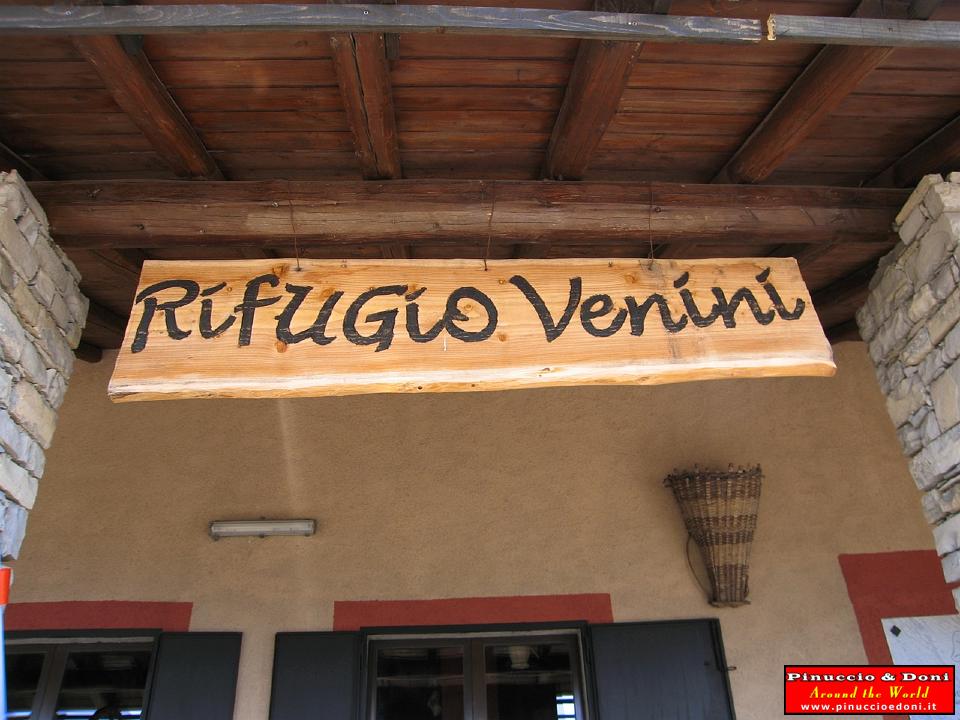 Rifugio Venini
Pinuccio & Doni
Around the World
www.pinuccioedoni.it